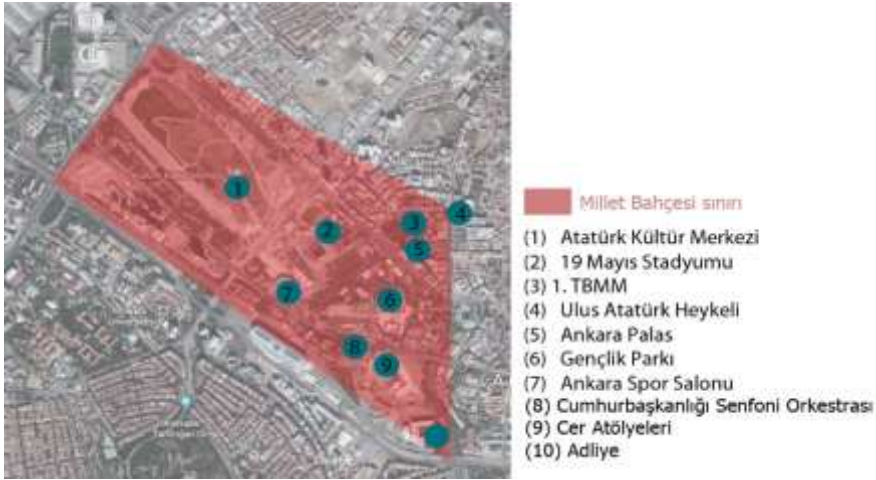 1
2
3
4
5
6
7
8
9
Millet Bahçesi sınırı
(1) Atatürk Kültür Merkezi
(2) 19 Mayıs Stadyumu
(3) 1. TBMM
(4) Ulus Atatürk Heykeli
(5) Ankara Palas
(6) Gençlik Parkı
(7) Ankara Spor Salonu
(8) Cumhurbaşkanlığı Senfoni Orkestrası
(9) Cer Atölyeleri
(10) Adliye